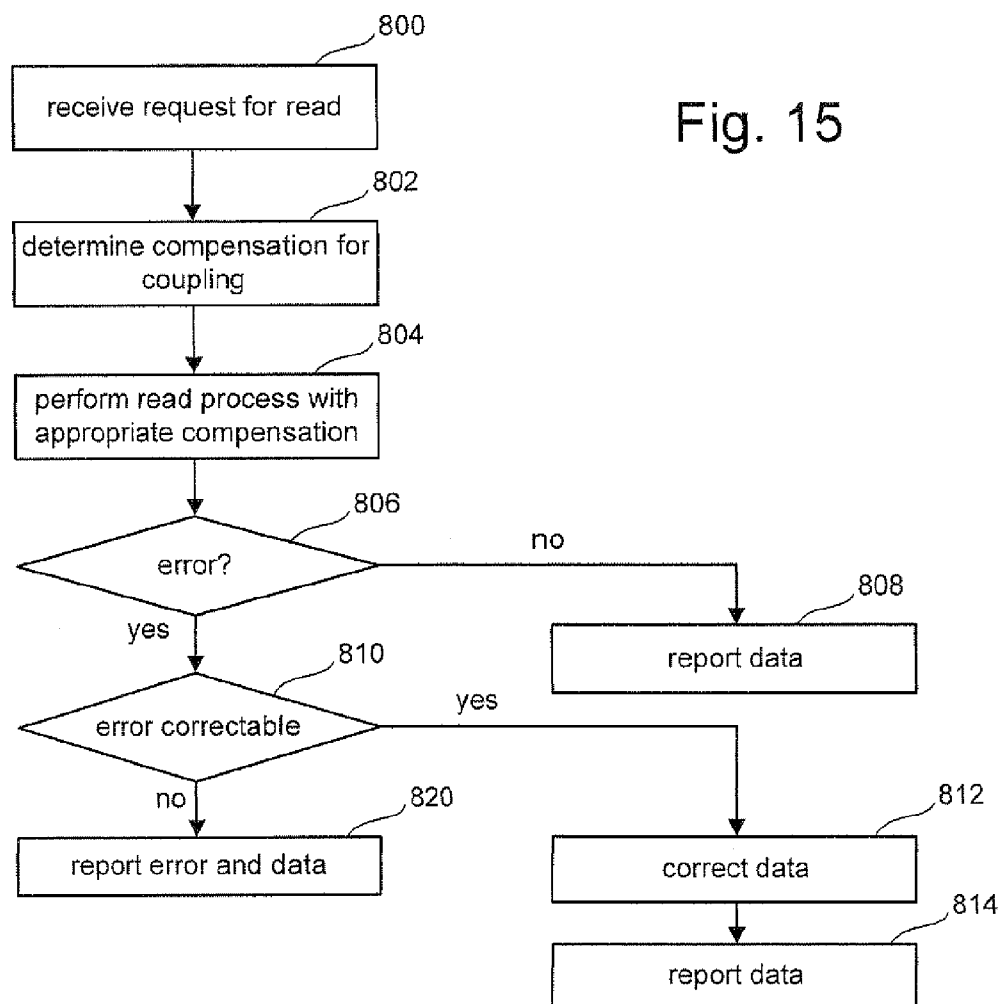 800
receive request for read
Fig. 15
802
determine compensation for
coupling
804
perform read process with
appropriate compensation
806
error?
no
yes
808
report data
810
error correctable
yes
no
820
report error and data
812
correct data
814
report data